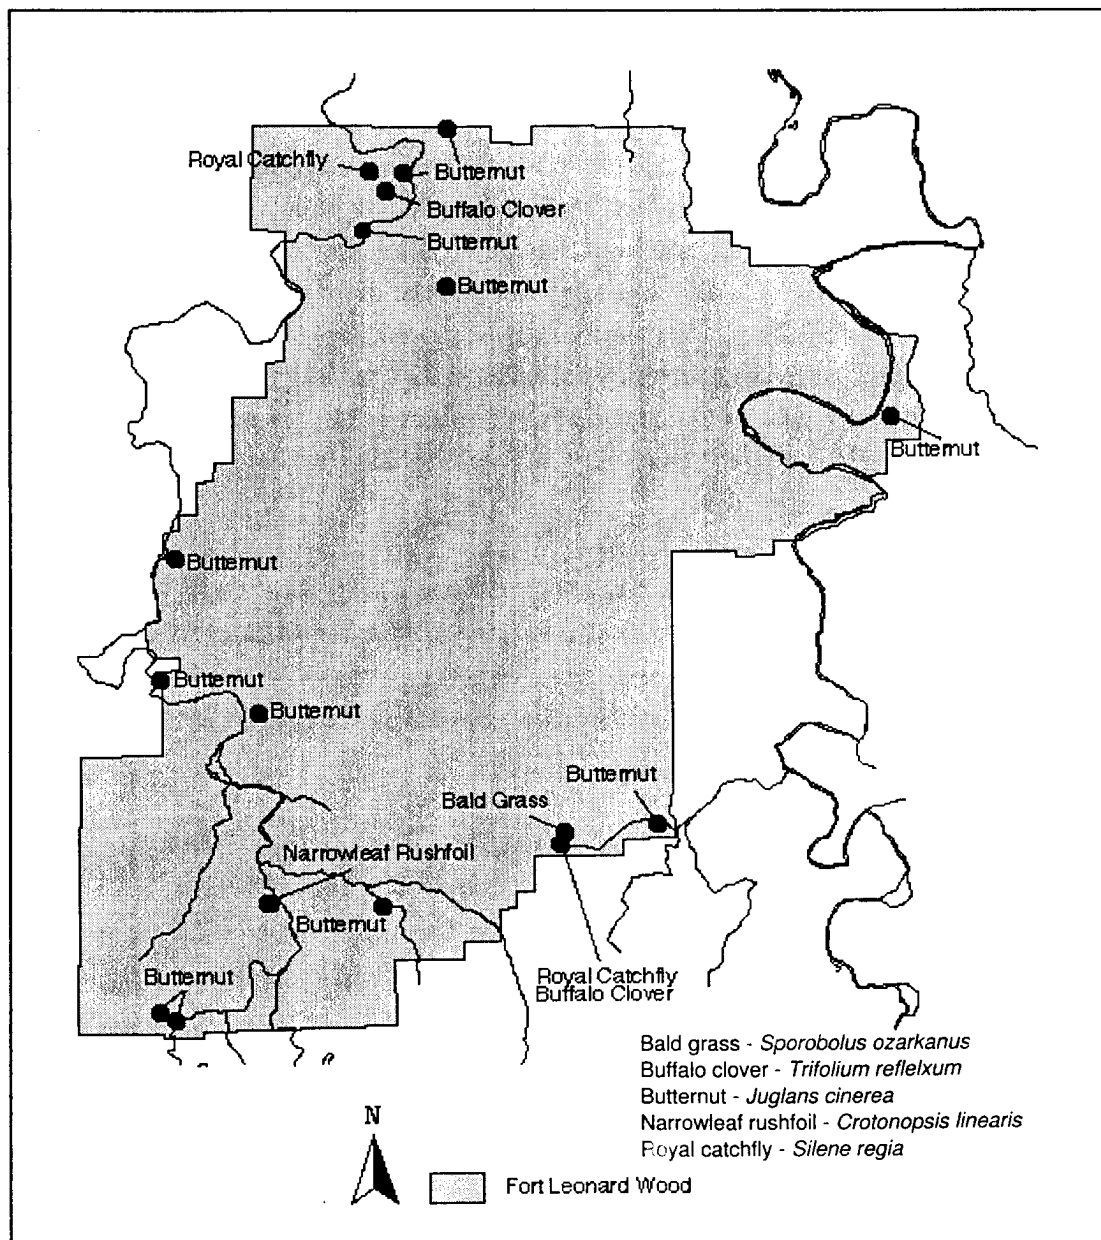 Royal Catchfly
Butternut
Buffalo Clover
Butternut
Butternut
Butternut
Butternut
Butternut
Butternut
Butternut
Bald Grass
Narrowleaf Rushfoil
Butternut
Butternut
Royal Catchfly
Buffalo Clover
Bald grass - Sporobolus ozarkanus
Buffalo clover - Trifolium reflelxum
Butternut - Juglans cinerea
Narrowleaf rushfoil - Crotonopsis linearis
Royal catchfly - Silene regia
N
Fort Leonard Wood